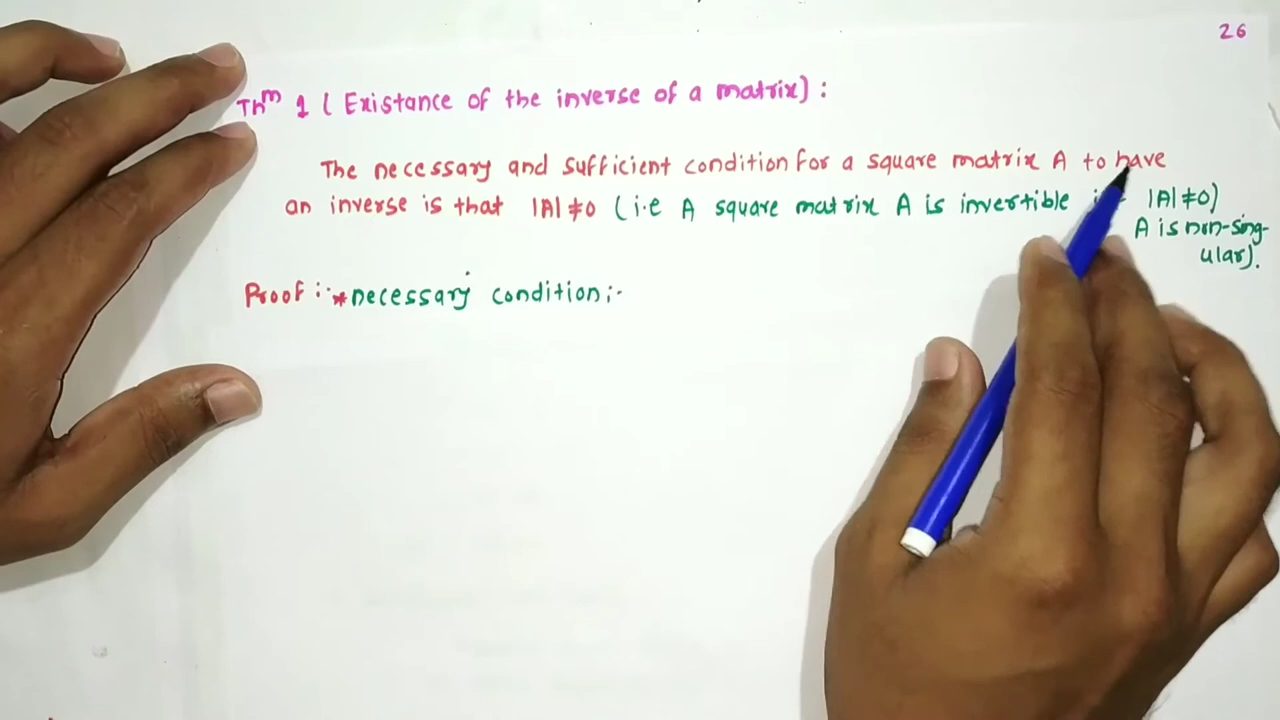 26
Thm 1 (Existance of the inverse of a matrix) :
The necessary and sufficient condition for a square matrix A to have
an inverse is that |A| ≠ 0 (i.e A square matrix A is invertible |A| ≠ 0)
A is non-sing-
ular).
Proof :- * necessary condition :-